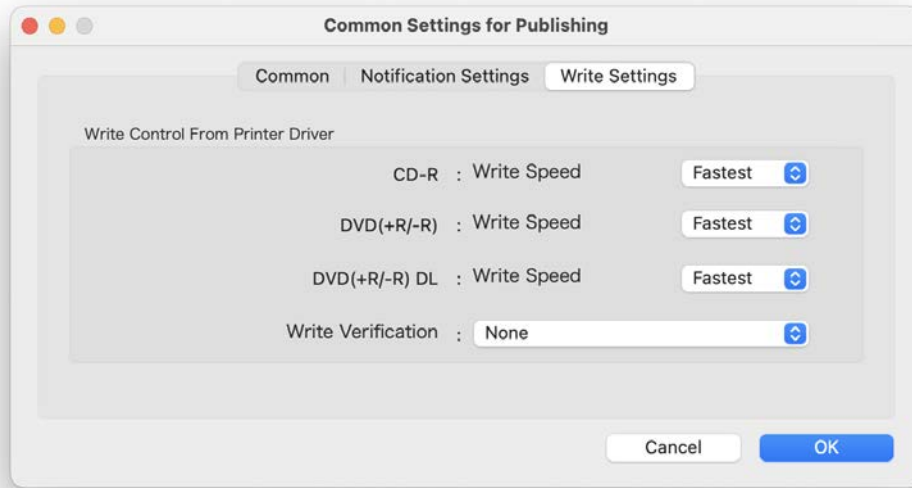 Common Settings for Publishing
Common Notification Settings Write Settings
Write Control From Printer Driver
CD-R : Write Speed Fastest
DVD(+R/-R) : Write Speed Fastest
DVD(+R/-R) DL : Write Speed Fastest
Write Verification : None
Cancel OK